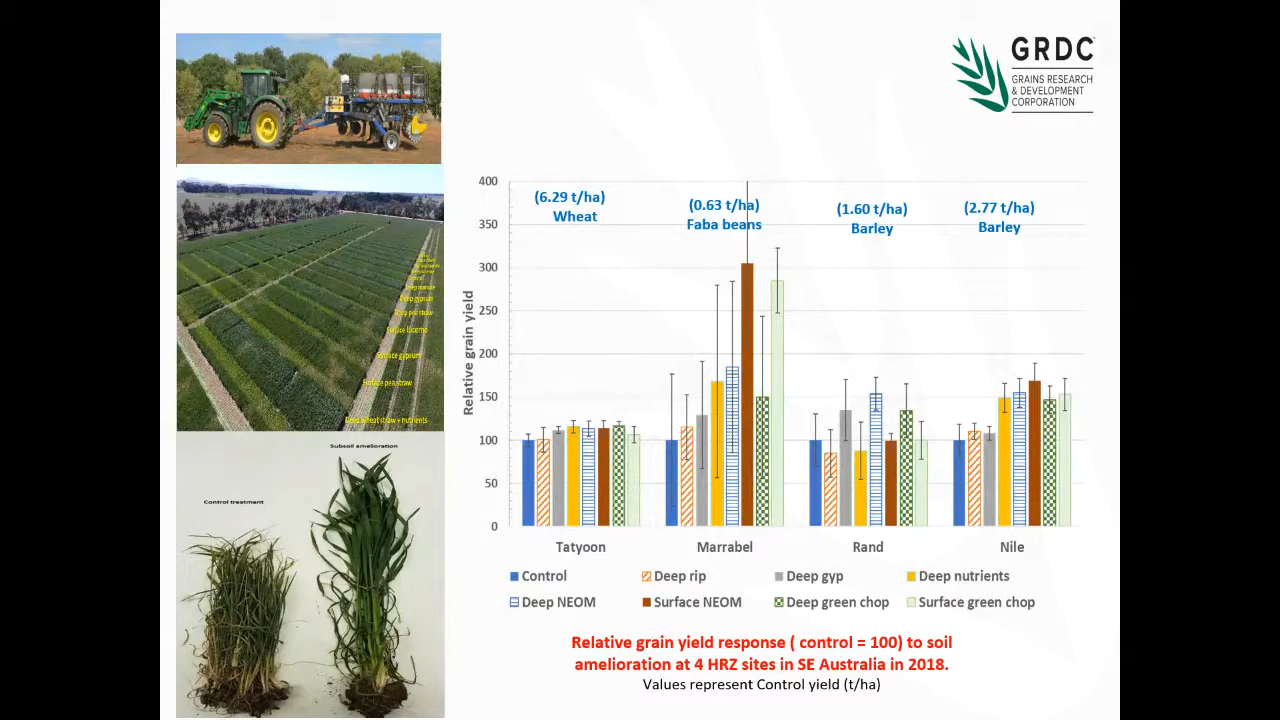 GRDC
GRAINS RESEARCH
& DEVELOPMENT
CORPORATION
Deep manure
Deep gypsum
Deep pea straw
Surface lucerne
Surface gypsum
Surface pea straw
Deep wheat straw + nutrients
Subsoil amelioration
Control treatment
Relative grain yield
400
350
300
250
200
150
100
50
0
(6.29 t/ha)
Wheat
(0.63 t/ha)
Faba beans
(1.60 t/ha)
Barley
(2.77 t/ha)
Barley
Tatyoon Marrabel Rand Nile
Control Deep rip Deep gyp Deep nutrients
Deep NEOM Surface NEOM Deep green chop Surface green chop
Relative grain yield response ( control = 100) to soil
amelioration at 4 HRZ sites in SE Australia in 2018.
Values represent Control yield (t/ha)